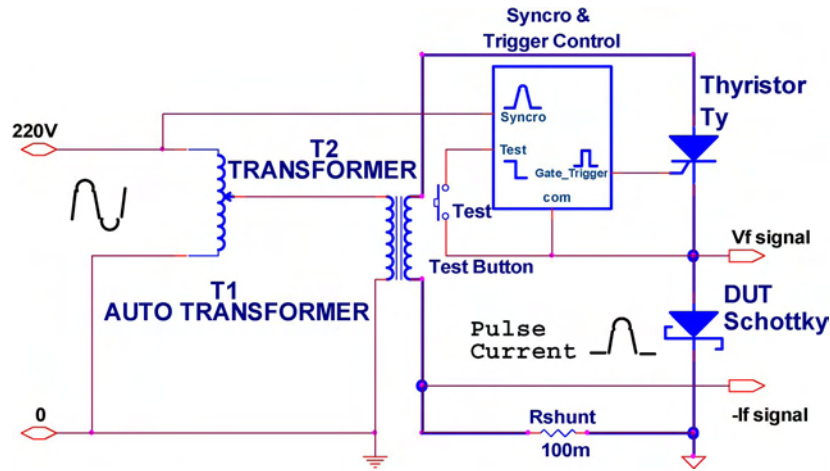 Syncro &
Trigger Control
Thyristor
Ty
220V
Syncro
T2
TRANSFORMER
Test
Gate_Trigger
com
Test
Vf signal
Test Button
T1
AUTO TRANSFORMER
DUT
Schottky
Pulse
Current
0
Rshunt
-If signal
100m